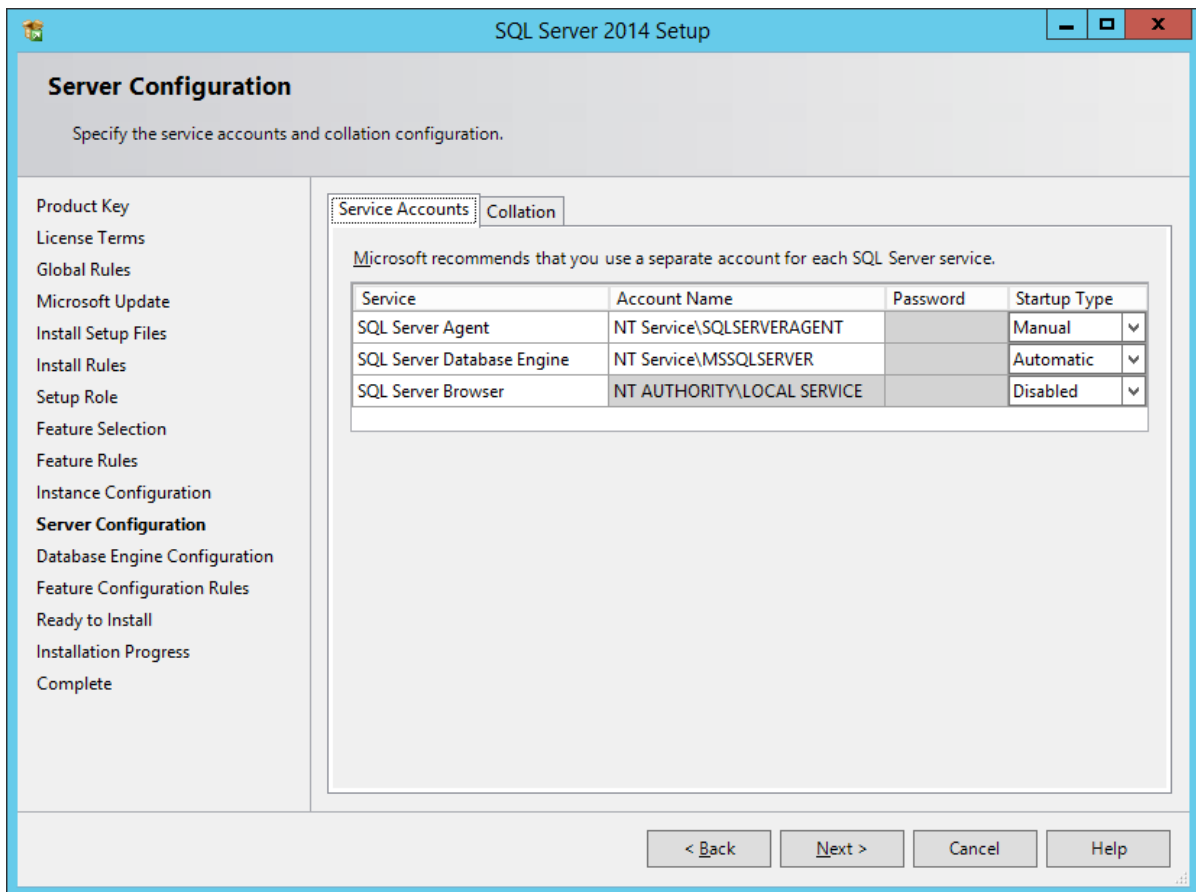 SQL Server 2014 Setup
Server Configuration
Specify the service accounts and collation configuration.
Product Key
License Terms
Global Rules
Microsoft Update
Install Setup Files
Install Rules
Setup Role
Feature Selection
Feature Rules
Instance Configuration
Server Configuration
Database Engine Configuration
Feature Configuration Rules
Ready to Install
Installation Progress
Complete
Service Accounts Collation
Microsoft recommends that you use a separate account for each SQL Server service.
Service Account Name Password Startup Type
SQL Server Agent NT Service\SQLSERVERAGENT Manual
SQL Server Database Engine NT Service\MSSQLSERVER Automatic
SQL Server Browser NT AUTHORITY\LOCAL SERVICE Disabled
< Back Next > Cancel Help